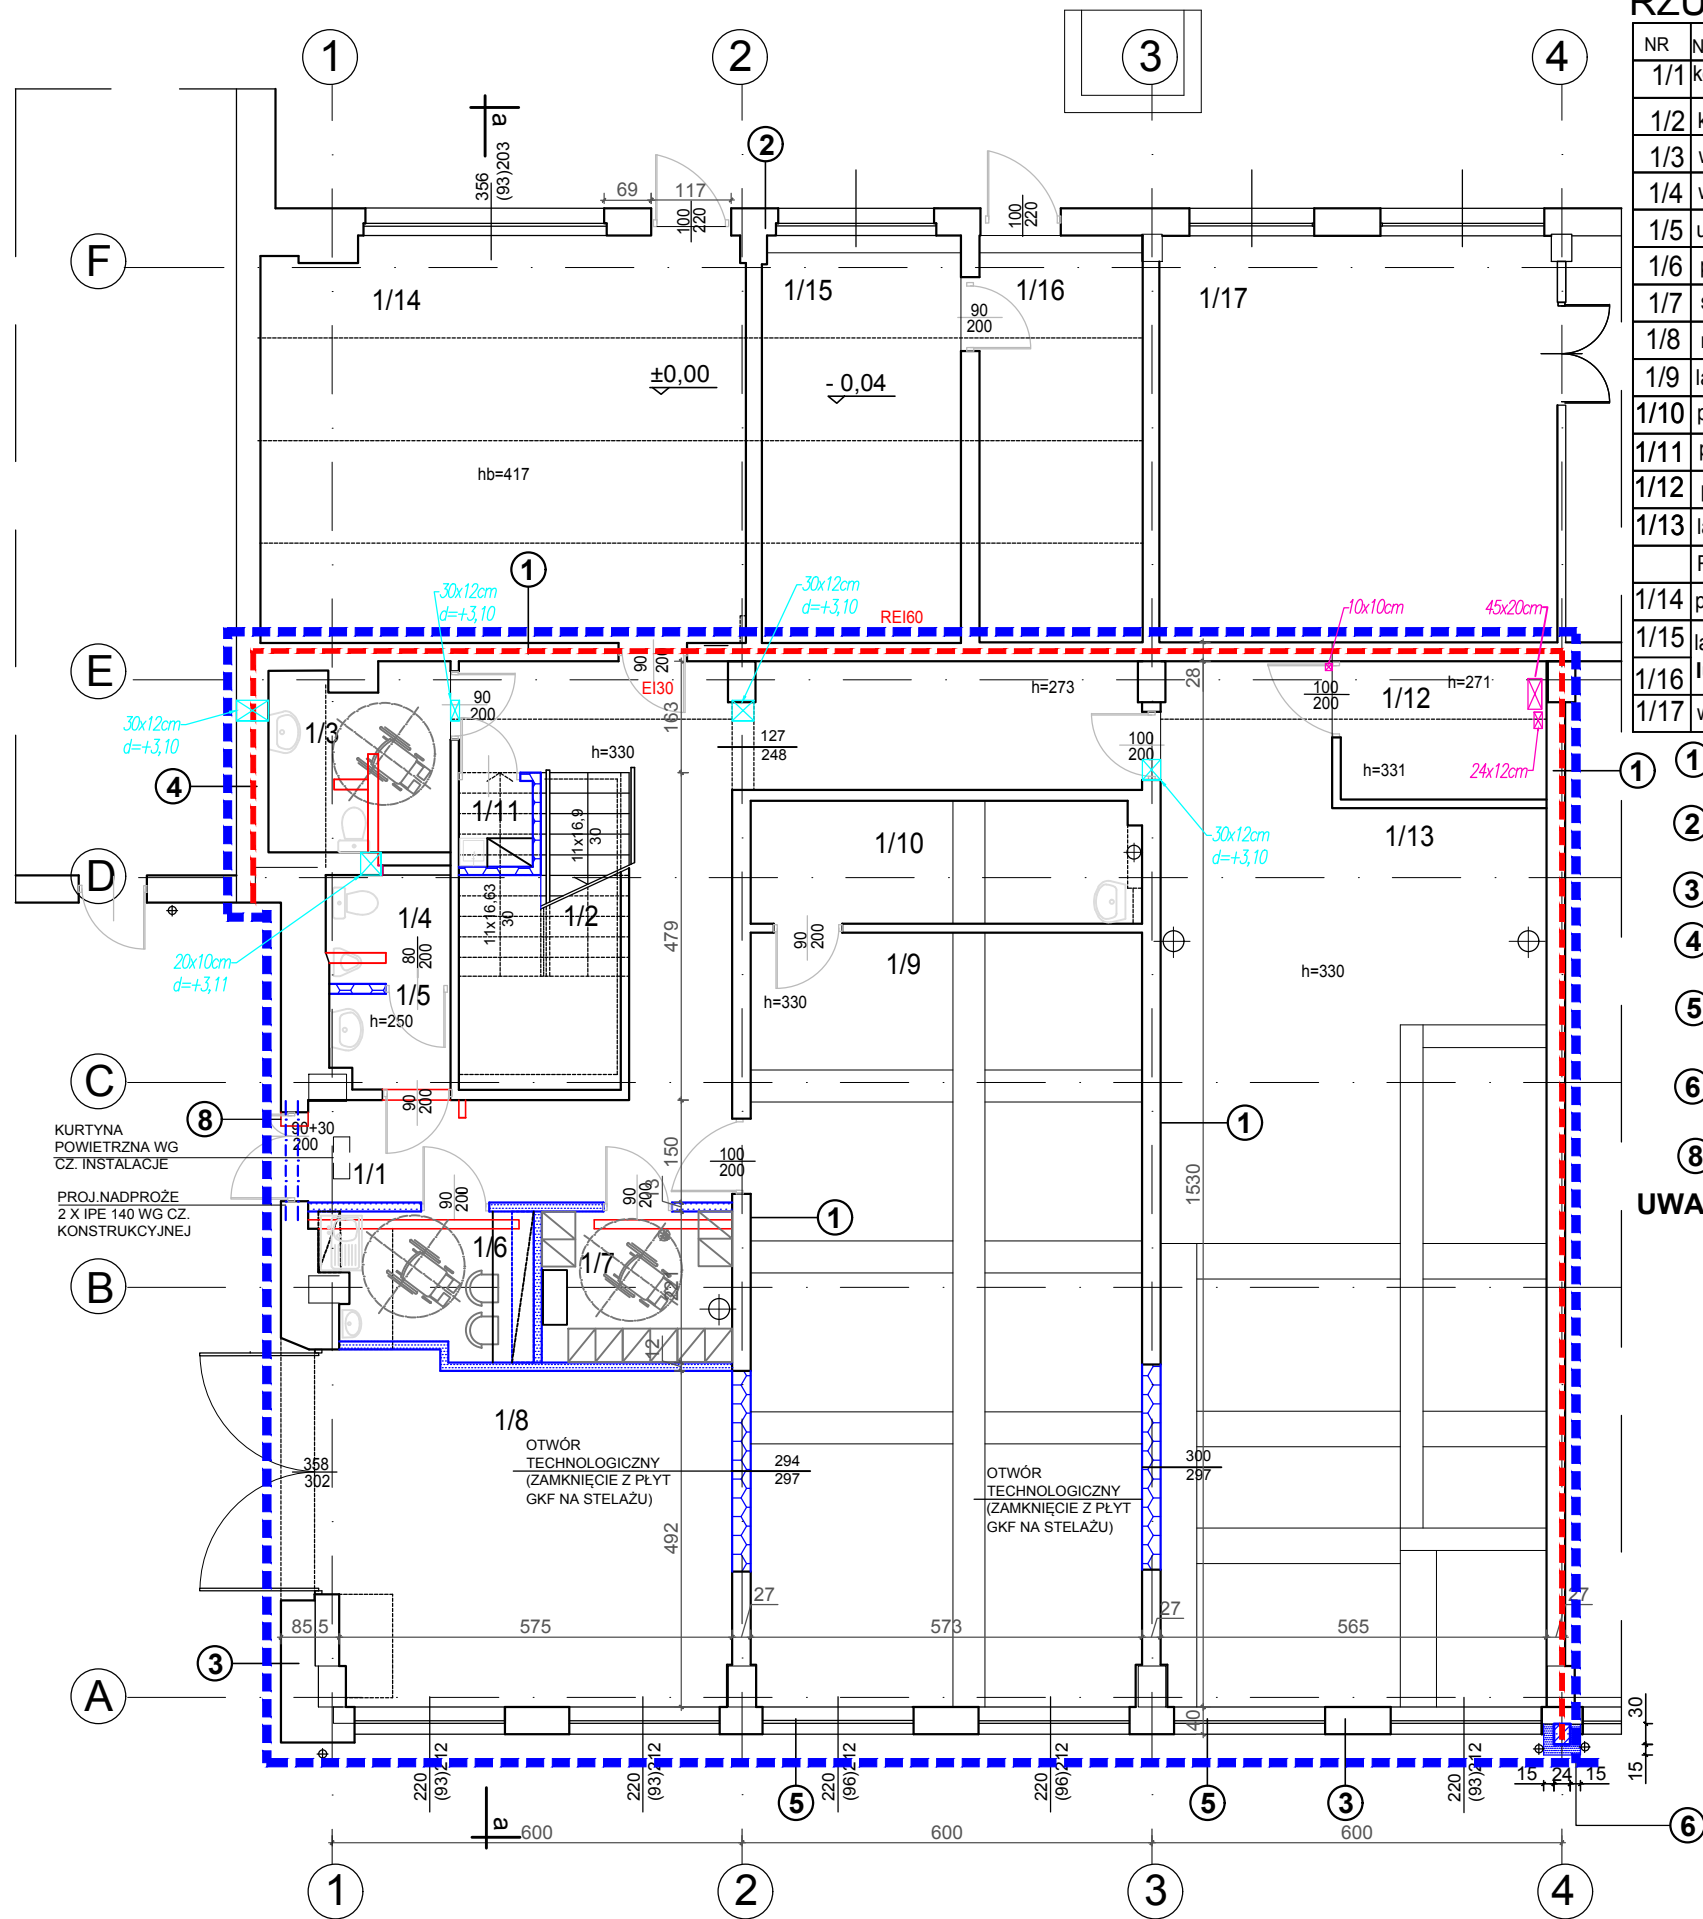 RZU
NR
1/1
1/2
1/3
1/4
1/5
1/6
1/7
1/8
1/9
1/10
1/11
1/12
1/13
1/14
1/15
1/16
1/17
1
2
3
4
5
6
8
UWA
1
2
3
4
a
356
(93)203
2
69
117
100
220
100
220
F
1/14
1/15
1/16
1/17
90
200
±0,00
- 0,04
hb=417
1
30x12cm
d=+3,10
30x12cm
d=+3,10
REI60
10x10cm
45x20cm
E
90
200
EI30
90
200
163
h=273
28
100
200
1/12
h=271
30x12cm
d=+3,10
1/3
h=330
127
248
100
200
h=331
24x12cm
1
4
1/11
11x16,9
30
1/10
30x12cm
d=+3,10
1/13
D
1/4
11x16,63
30
1/2
479
80
200
90
200
1/9
20x10cm
d=+3,11
1/5
h=250
h=330
h=330
C
8
90+30
200
90
200
KURTYNA
POWIETRZNA WG
CZ. INSTALACJE
1/1
150
100
200
1
1530
PROJ.NADPROŻE
2 X IPE 140 WG CZ.
KONSTRUKCYJNEJ
90
200
90
200
13
1
1/6
1/7
B
12
1/8
OTWÓR
TECHNOLOGICZNY
(ZAMKNIĘCIE Z PŁYT
GKF NA STELAŻU)
294
297
OTWÓR
TECHNOLOGICZNY
(ZAMKNIĘCIE Z PŁYT
GKF NA STELAŻU)
300
297
358
302
492
27
27
27
85,5
575
573
565
3
A
40
30
15
220
(93)212
220
(93)212
220
(96)212
220
(96)212
220
(93)212
15
24
15
5
5
3
6
a
600
600
600
1
2
3
4